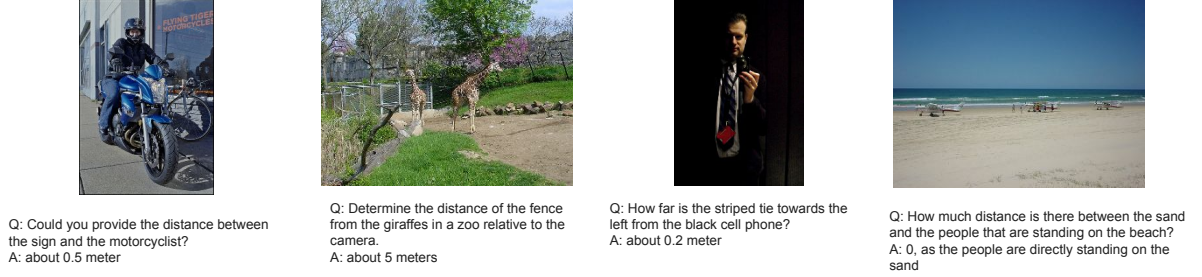 FLYING TIGER
MOTORCYCLES
Q: Could you provide the distance between
the sign and the motorcyclist?
A: about 0.5 meter
Q: Determine the distance of the fence
from the giraffes in a zoo relative to the
camera.
A: about 5 meters
Q: How far is the striped tie towards the
left from the black cell phone?
A: about 0.2 meter
Q: How much distance is there between the sand
and the people that are standing on the beach?
A: 0, as the people are directly standing on the
sand